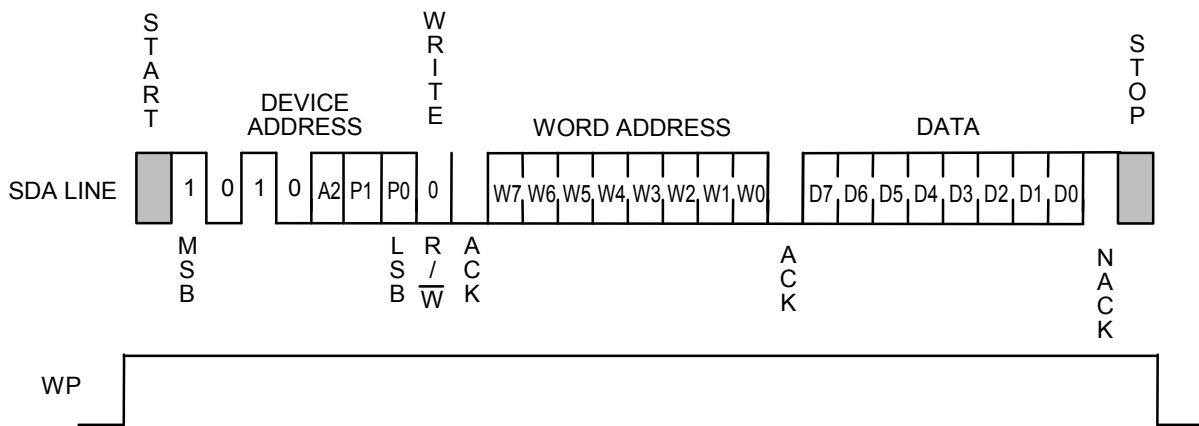 START
WRITE
STOP
DEVICE
ADDRESS
WORD ADDRESS
DATA
SDA LINE
1 0 1 0 A2 P1 P0 0
W7 W6 W5 W4 W3 W2 W1 W0
D7 D6 D5 D4 D3 D2 D1 D0
MSB
LSB
R/W
ACK
ACK
NACK
WP